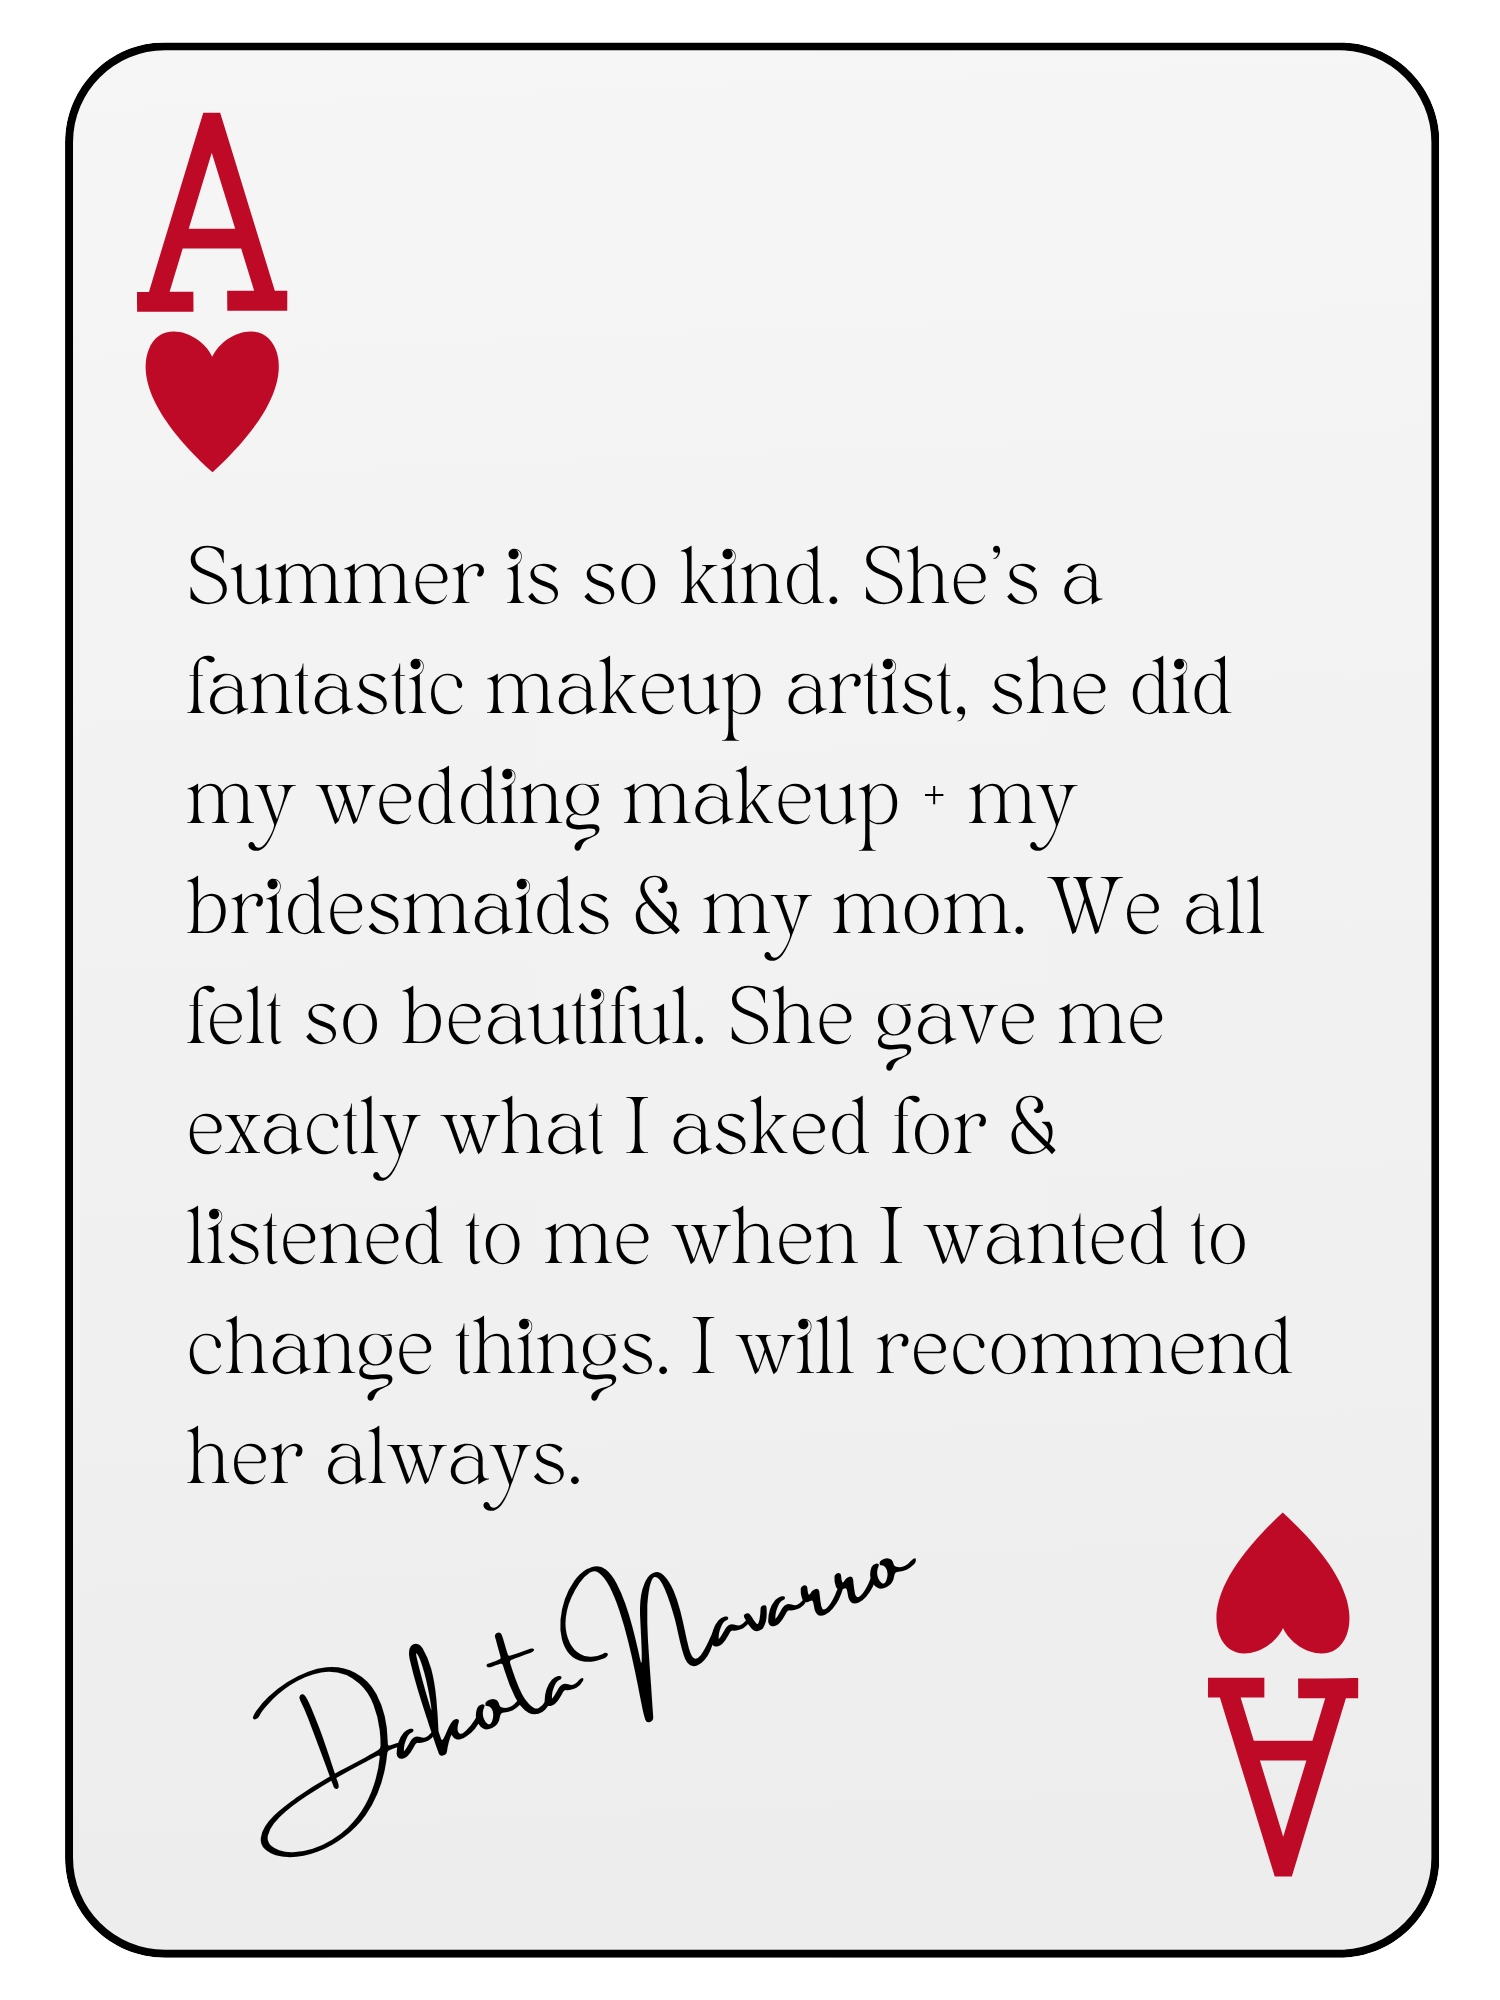 A
Summer is so kind. She’s a
fantastic makeup artist, she did
my wedding makeup + my
bridesmaids & my mom. We all
felt so beautiful. She gave me
exactly what I asked for &
listened to me when I wanted to
change things. I will recommend
her always.
Dakota Navarro
A